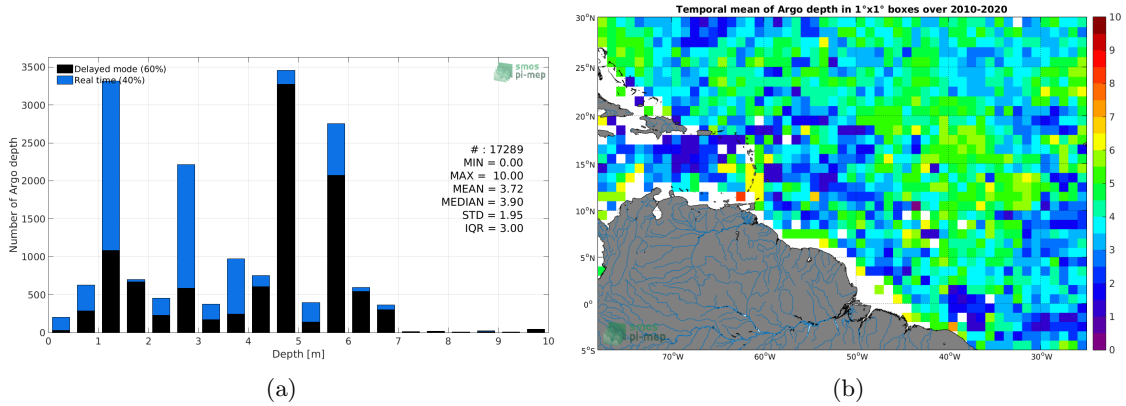 Delayed mode (60%)
Real time (40%)
smos
pi-mep
# : 17289
MIN = 0.00
MAX = 10.00
MEAN = 3.72
MEDIAN = 3.90
STD = 1.95
IQR = 3.00
Number of Argo depth
3500
3000
2500
2000
1500
1000
500
0
0 1 2 3 4 5 6 7 8 9 10
Depth [m]
(a)
Temporal mean of Argo depth in 1°x1° boxes over 2010-2020
30°N
25°N
20°N
15°N
10°N
5°N
0°
5°S
70°W 60°W 50°W 40°W 30°W
smos
pi-mep
10
9
8
7
6
5
4
3
2
1
0
(b)